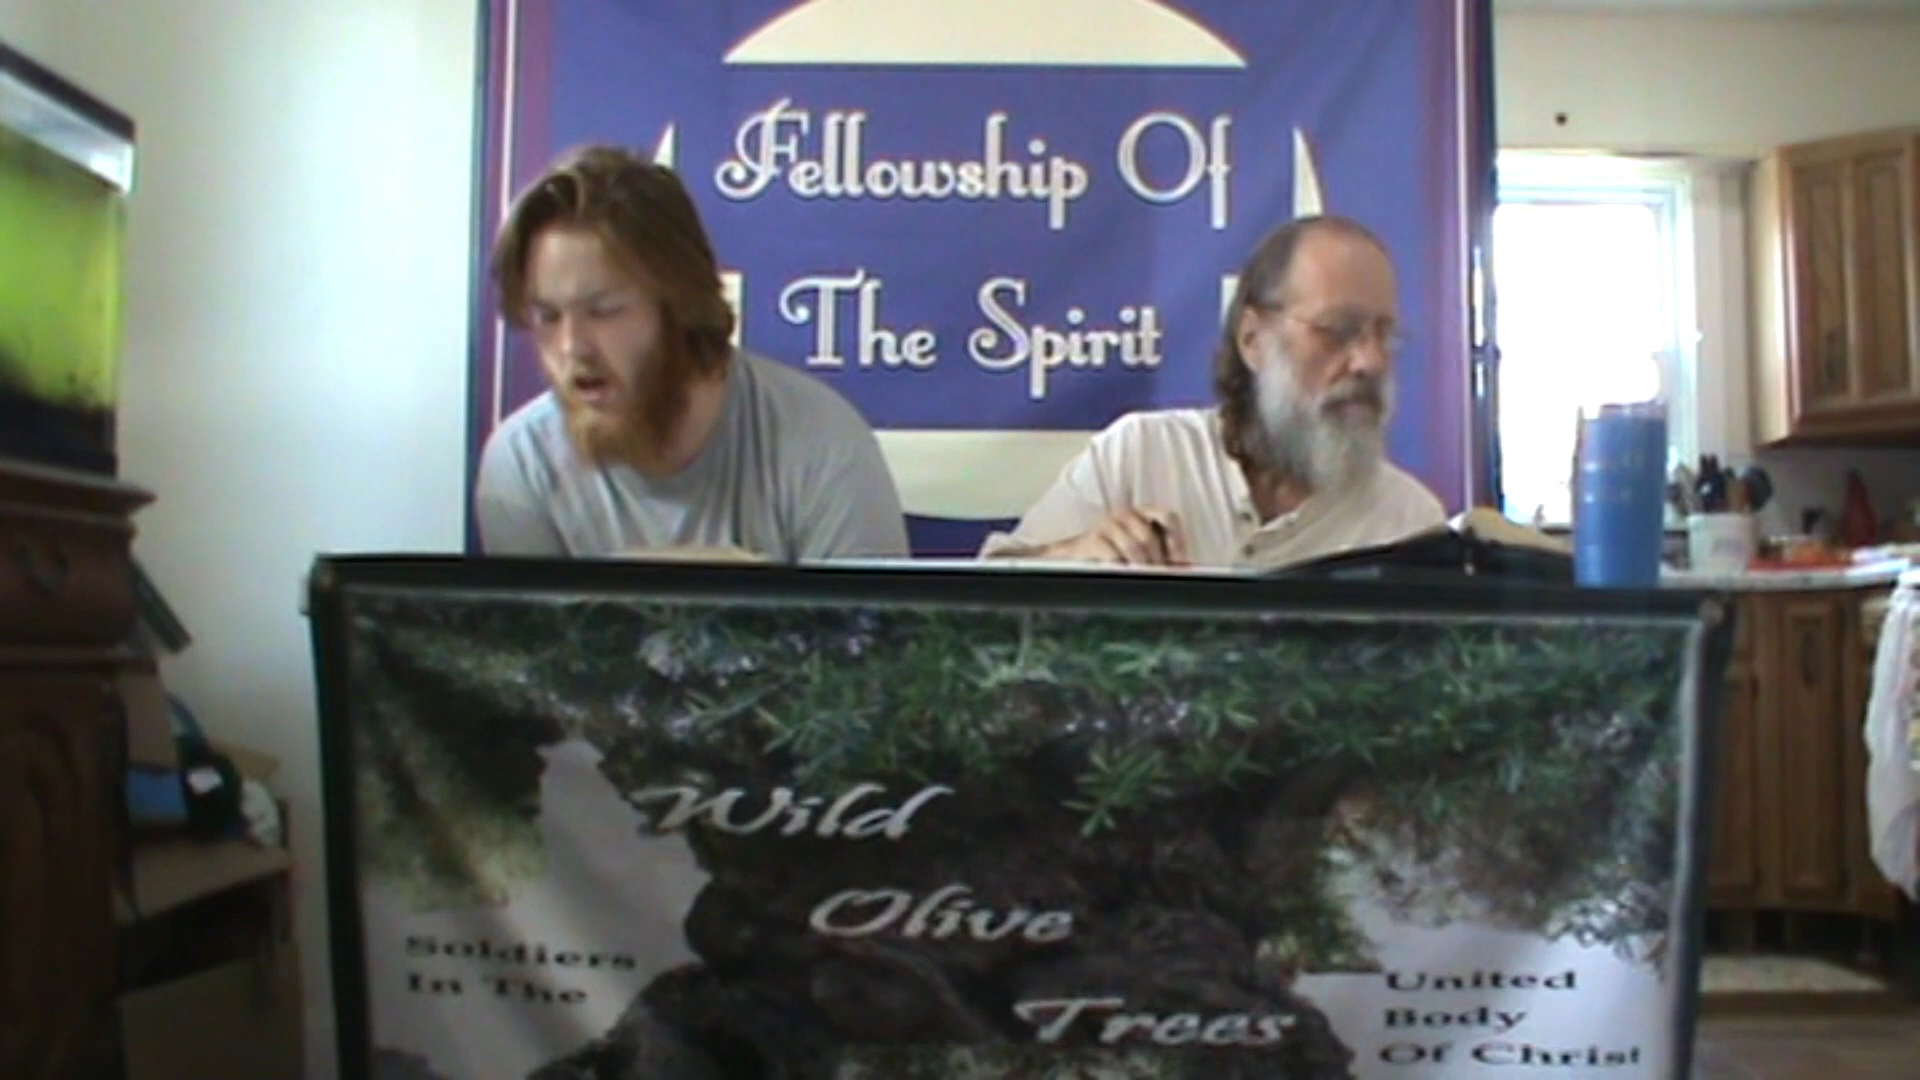 Fellowship Of
The Spirit
Wild
Olive
Trees
Soldiers
In The
United
Body
Of Christ